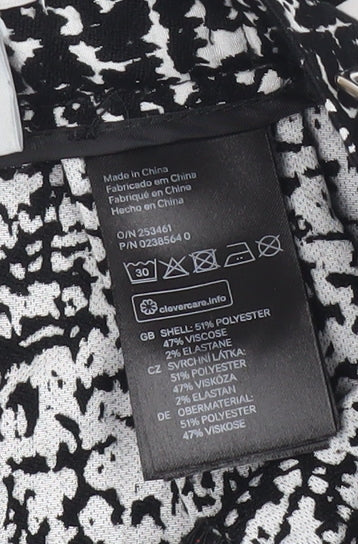 Made in China
Fabricado em China
Fabriqué en Chine
Hecho en China
O/N 253461
P/N 0238564 0
30
clevercare.info
GB SHELL: 51% POLYESTER
47% VISCOSE
2% ELASTANE
CZ SVRCHNÍ LÁTKA:
51% POLYESTER
47% VISKÓZA
2% ELASTAN
DE OBERMATERIAL:
51% POLYESTER
47% VISKOSE